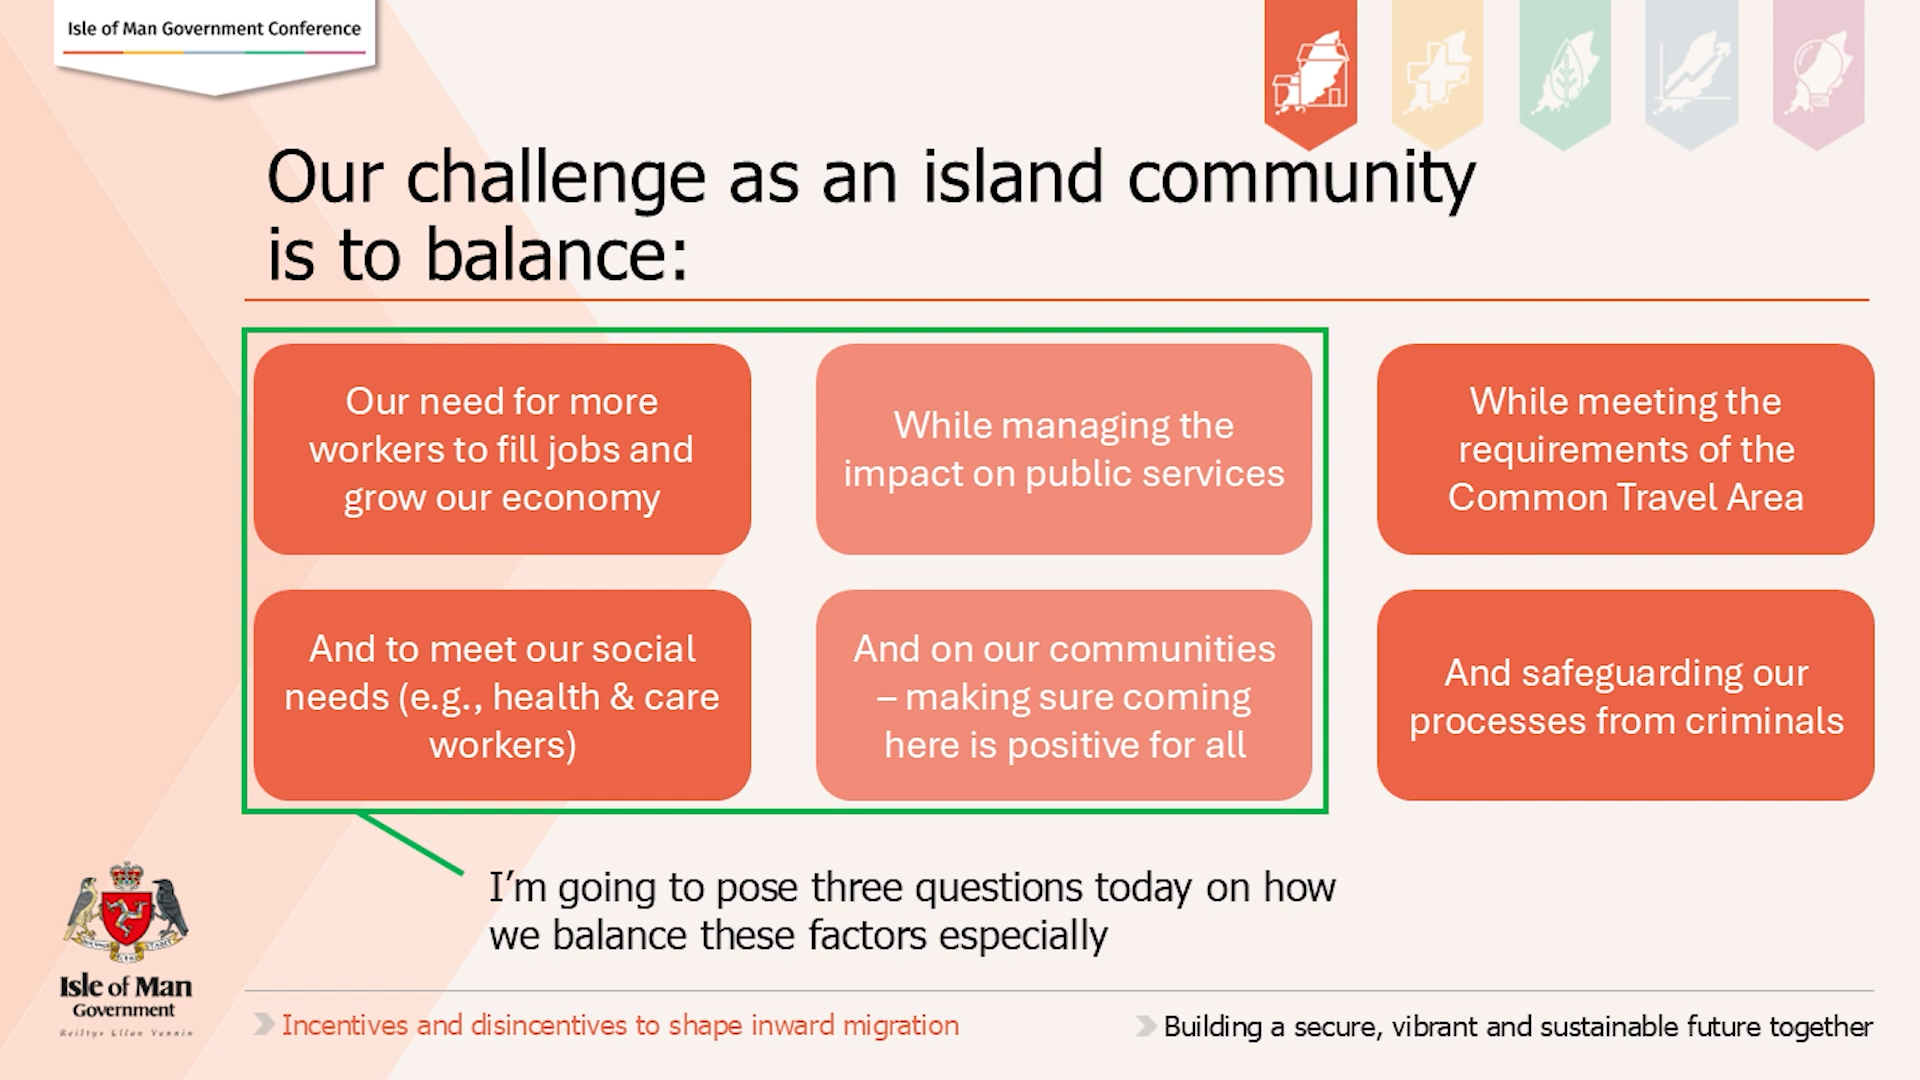 Isle of Man Government Conference
Our challenge as an island community
is to balance:
Our need for more
workers to fill jobs and
grow our economy
While managing the
impact on public services
While meeting the
requirements of the
Common Travel Area
And to meet our social
needs (e.g., health & care
workers)
And on our communities
– making sure coming
here is positive for all
And safeguarding our
processes from criminals
I’m going to pose three questions today on how
we balance these factors especially
Isle of Man
Government
Reiltys Ellan Vannin
Incentives and disincentives to shape inward migration
Building a secure, vibrant and sustainable future together